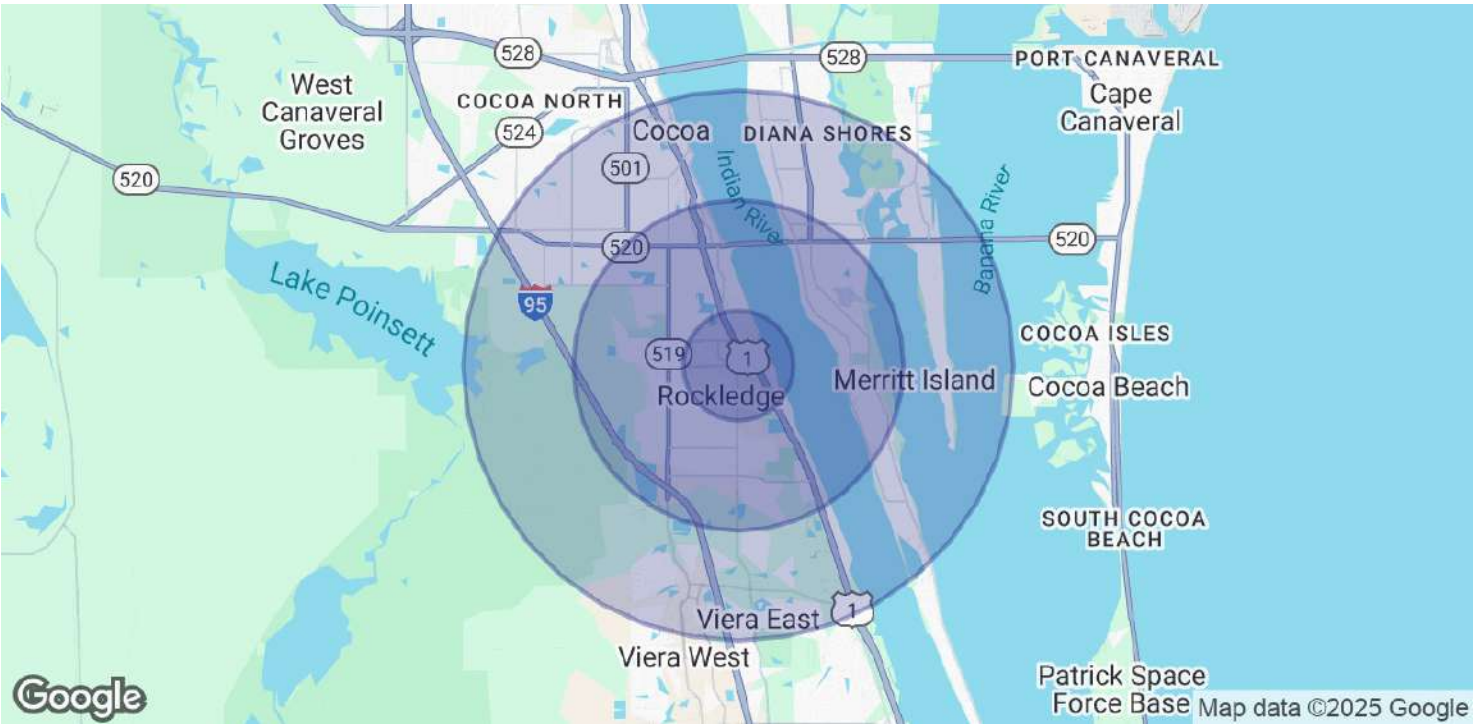 528
528
PORT CANAVERAL
West
Canaveral
Groves
COCOA NORTH
Cape
Canaveral
524
Cocoa
DIANA SHORES
501
520
Indian River
Banana River
520
520
Lake Poinsett
95
COCOA ISLES
519
1
Merritt Island
Cocoa Beach
Rockledge
SOUTH COCOA
BEACH
1
Viera East
Viera West
Patrick Space
Force Base
Google
Map data ©2025 Google